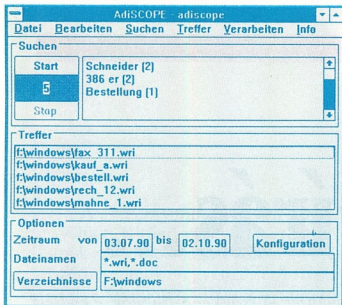 AdiSCOPE - adiscope
Datei Bearbeiten Suchen Treffer Verarbeiten Info
Suchen
Start
5
Stop
Schneider (2)
386 er (2)
Bestellung (1)
Treffer
f:\windows\fax_311.wri
f:\windows\kauf_a.wri
f:\windows\bestell.wri
f:\windows\rech_12.wri
f:\windows\mahne_1.wri
Optionen
Zeitraum von 03.07.90 bis 02.10.90 Konfiguration
Dateinamen *.wri,*.doc
Verzeichnisse F:\windows